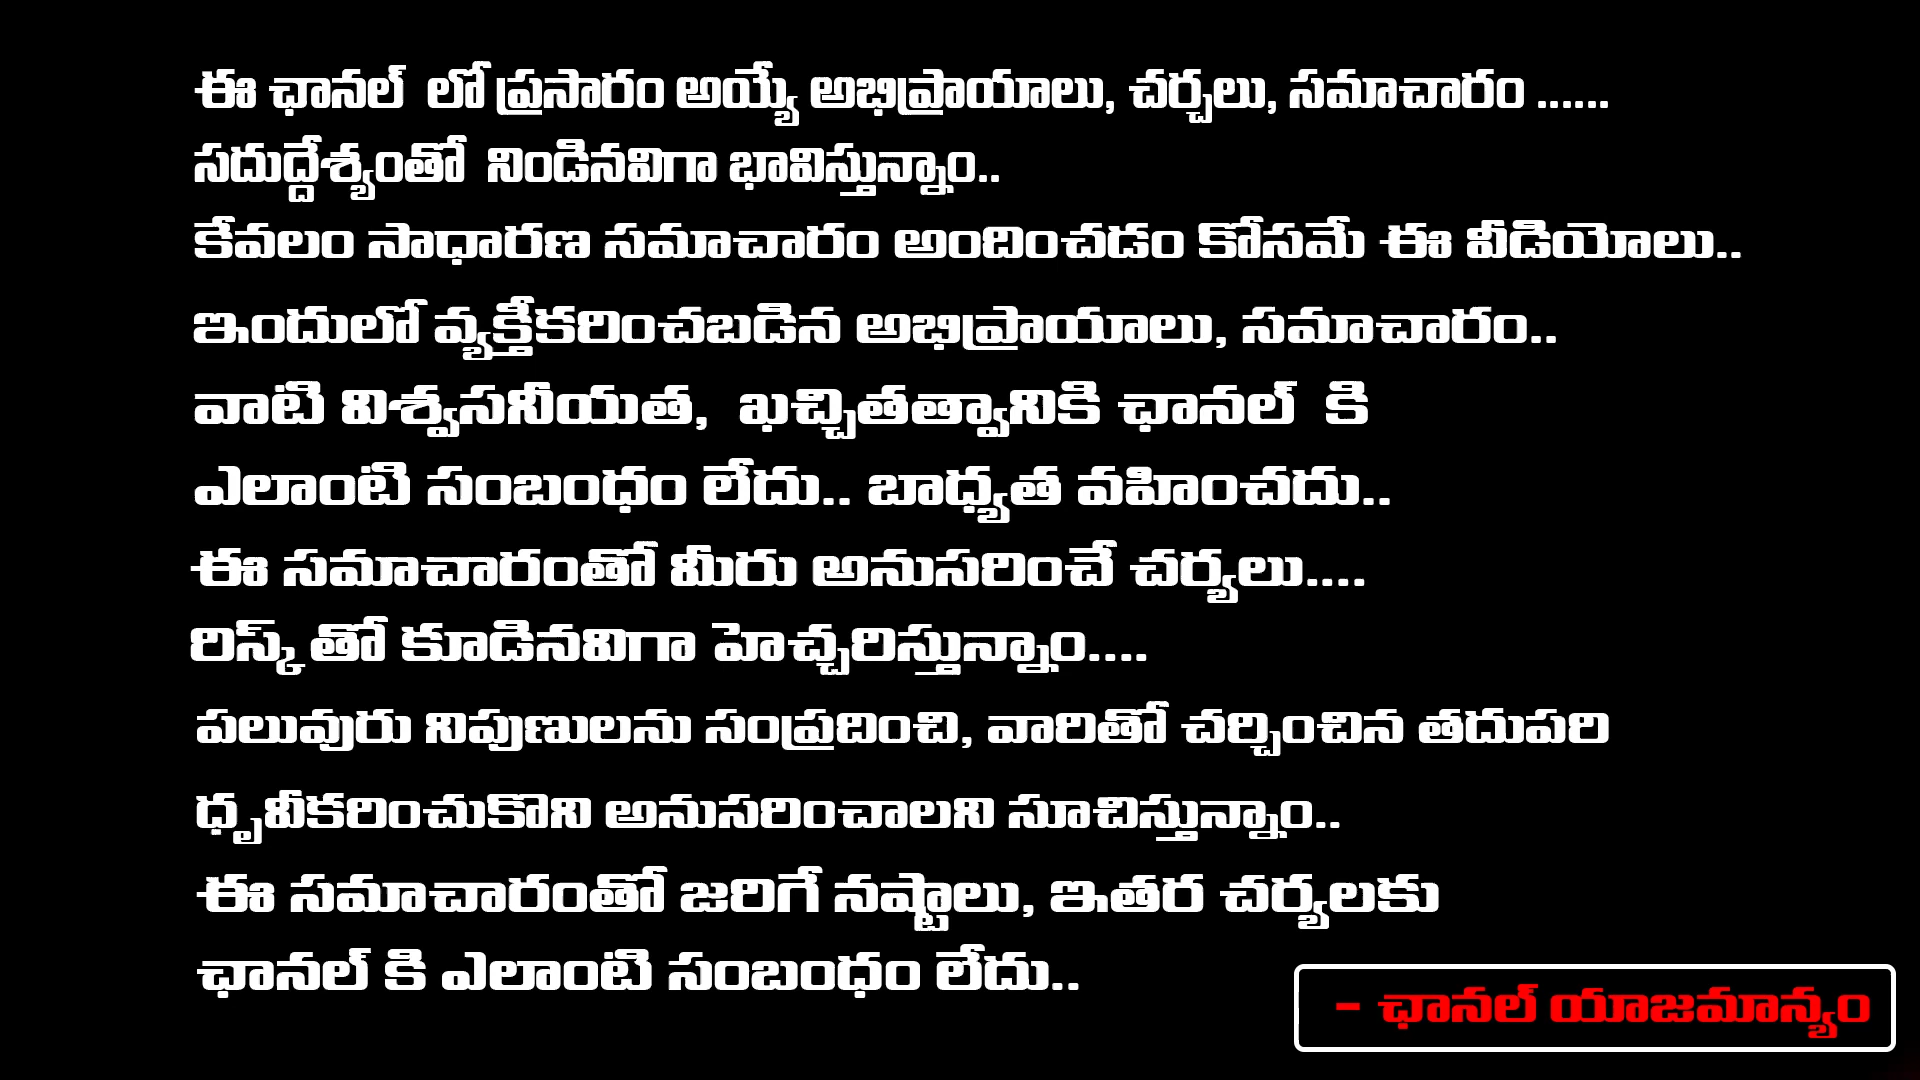 ఈ ఛానల్ లో ప్రసారం అయ్యే అభిప్రాయాలు, చర్చలు, సమాచారం ......
సదుద్దేశ్యంతో నిండినవిగా భావిస్తున్నాం..
కేవలం సాధారణ సమాచారం అందించడం కోసమే ఈ వీడియోలు..
ఇందులో వ్యక్తీకరించబడిన అభిప్రాయాలు, సమాచారం..
వాటి విశ్వసనీయత, ఖచ్చితత్వానికి ఛానల్ కి
ఎలాంటి సంబంధం లేదు.. బాధ్యత వహించదు..
ఈ సమాచారంతో మీరు అనుసరించే చర్యలు....
రిస్క్ తో కూడినవిగా హెచ్చరిస్తున్నాం....
పలువురు నిపుణులను సంప్రదించి, వారితో చర్చించిన తదుపరి
ధృవీకరించుకొని అనుసరించాలని సూచిస్తున్నాం..
ఈ సమాచారంతో జరిగే నష్టాలు, ఇతర చర్యలకు
ఛానల్ కి ఎలాంటి సంబంధం లేదు..
- ఛానల్ యాజమాన్యం